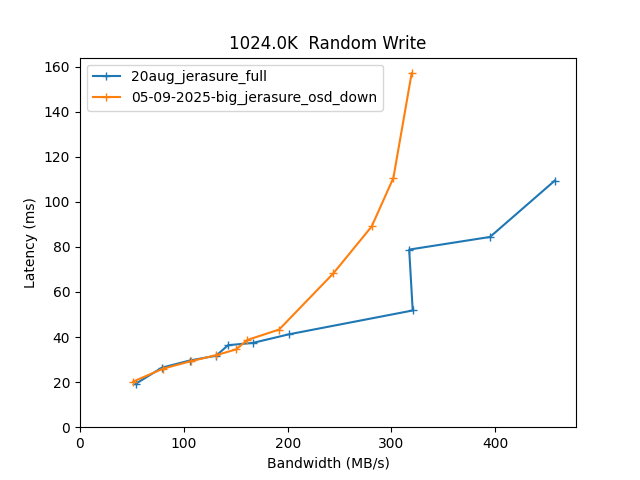 1024.0K  Random Write
20aug_jerasure_full
05-09-2025-big_jerasure_osd_down
Latency (ms)
160
140
120
100
80
60
40
20
0
0 100 200 300 400
Bandwidth (MB/s)